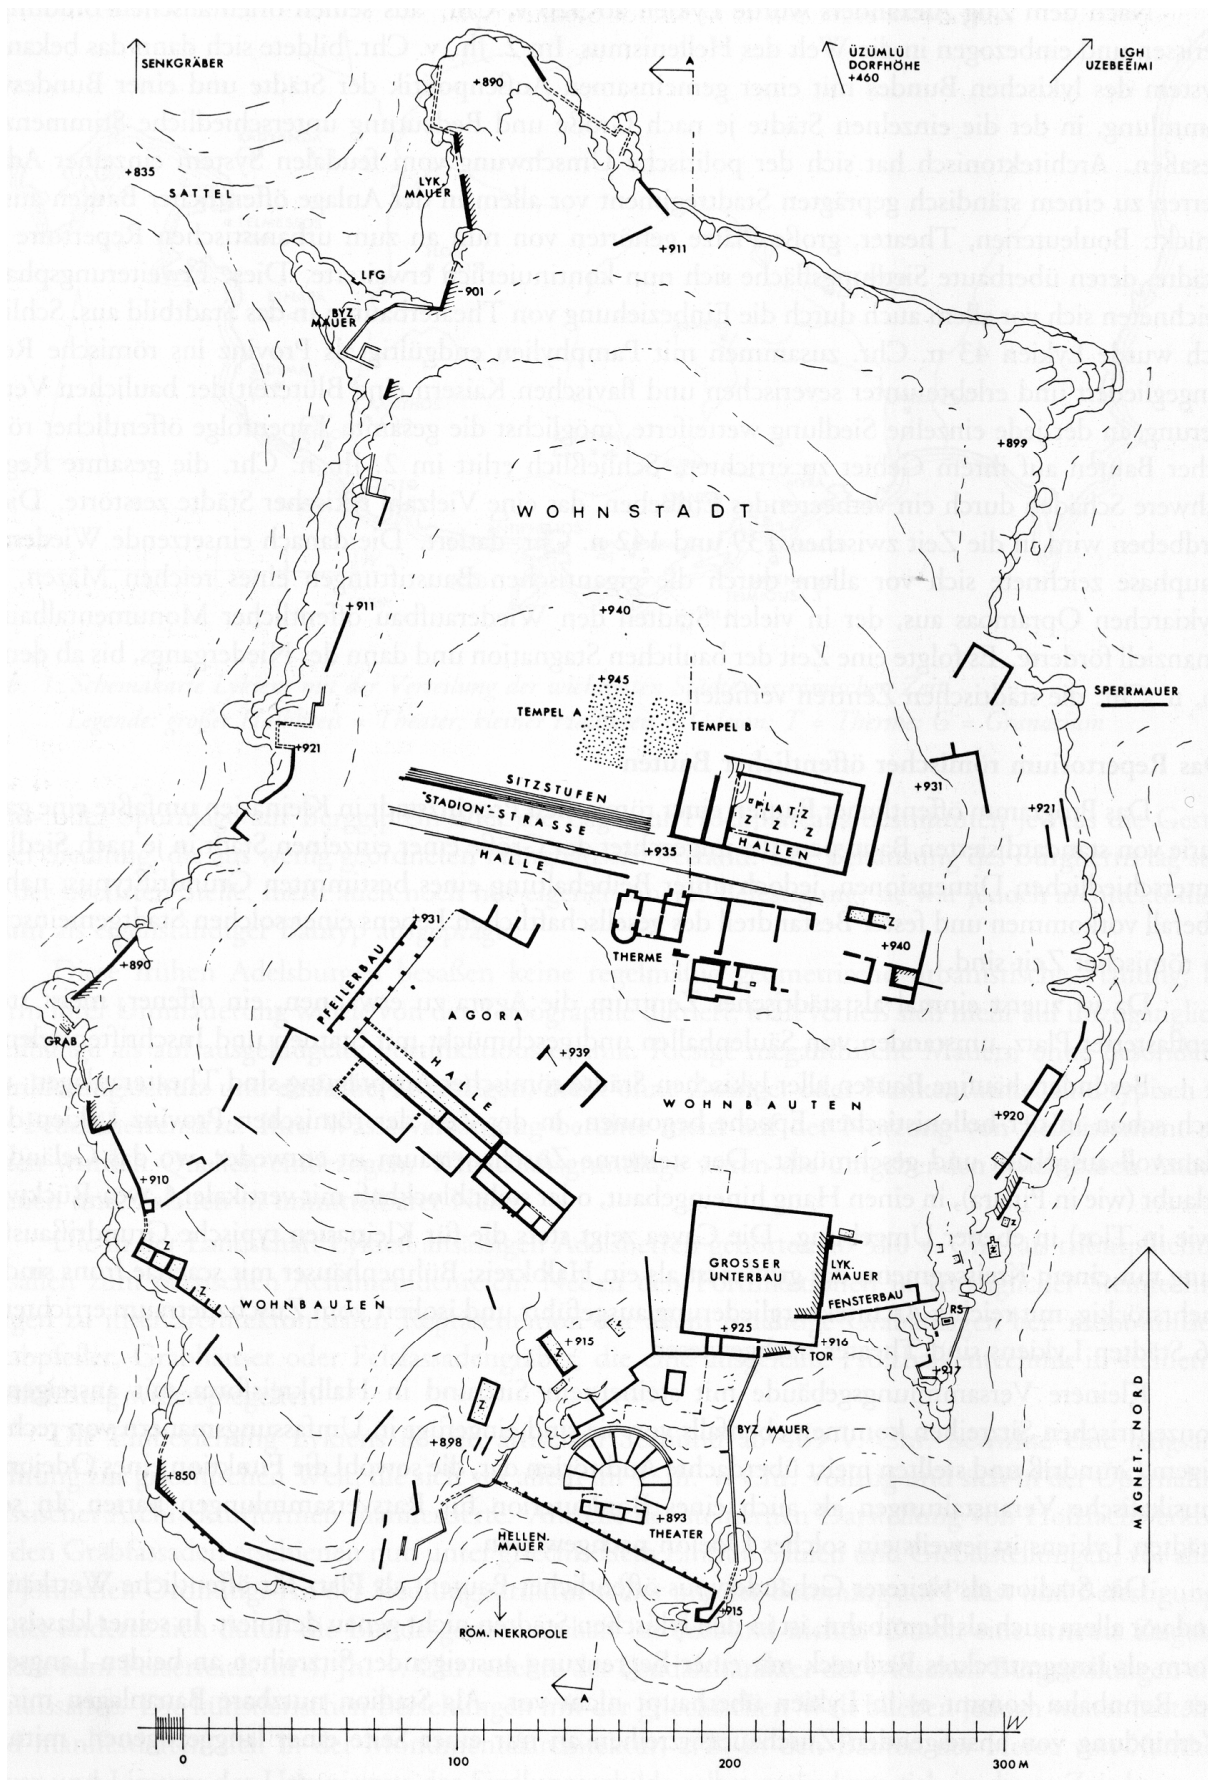 SENKGRÄBER
+890
A
ÜZÜMLÜ
DORFHÖHE
+460
LGH
UZEBEEIMI
+835
SATTEL
LYK.
MAUER
+911
LFG
901
BYZ
MAUER
+899
WOHNSTADT
+911
+940
+945
TEMPEL A
TEMPEL B
SPERRMAUER
+921
SITZSTUFEN
"STADION"-STRASSE
HALLE
+935
"PLATZ"
Z
Z
Z
Z
HALLEN
+931
+921
+931
+890
PFEILERBAU
THERME
Z
+940
GRAB
AGORA
HALLE
+939
WOHNBAUTEN
+920
+910
Z
Z
Z
Z
GROSSER
UNTERBAU
LYK.
MAUER
FENSTERBAU
RS
WOHNBAUTEN
+925
+916
TOR
+915
Z
Z
+917
BYZ MAUER
+898
+850
+893
THEATER
HELLEN.
MAUER
+915
RÖM. NEKROPOLE
A
MAGNET.NORD
0
100
200
300 M